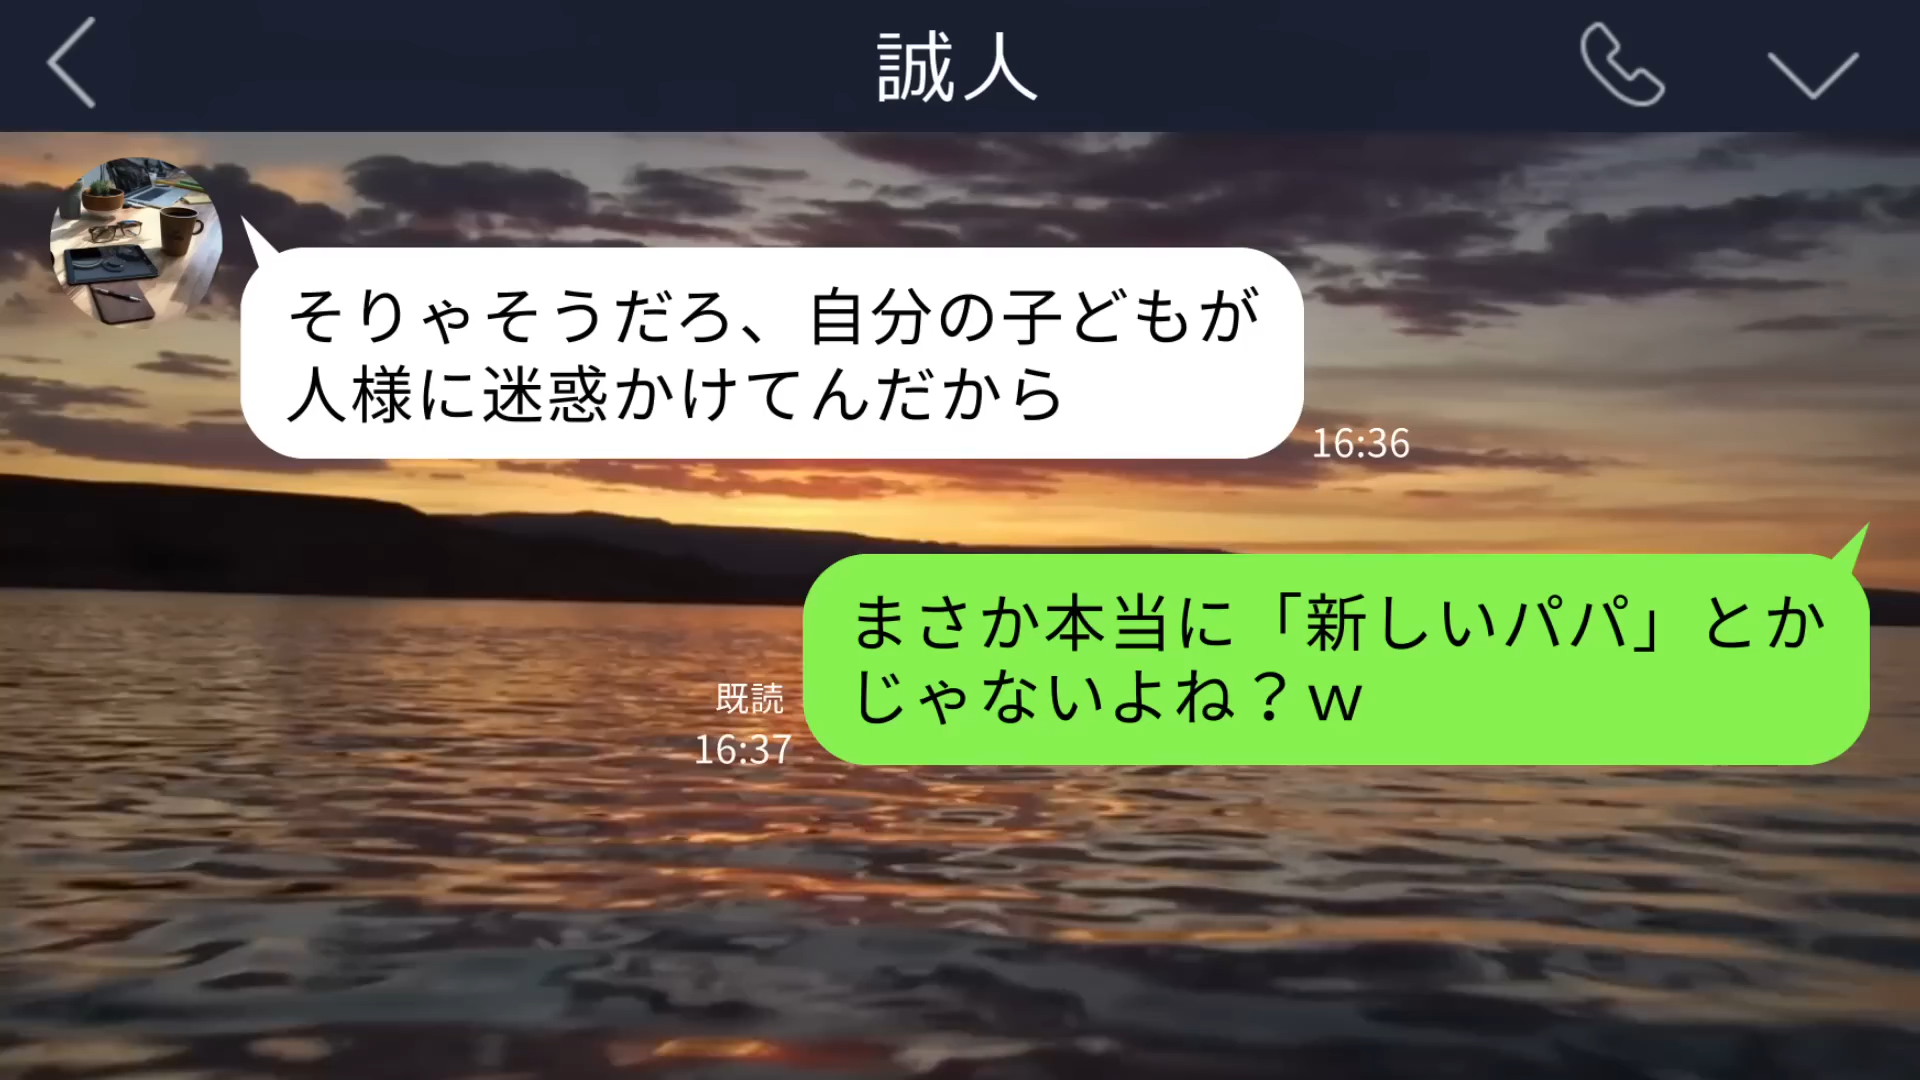 誠人
そりゃそうだろ、自分の子どもが
人様に迷惑かけてんだから
16:36
まさか本当に「新しいパパ」とか
じゃないよね？ｗ
既読
16:37